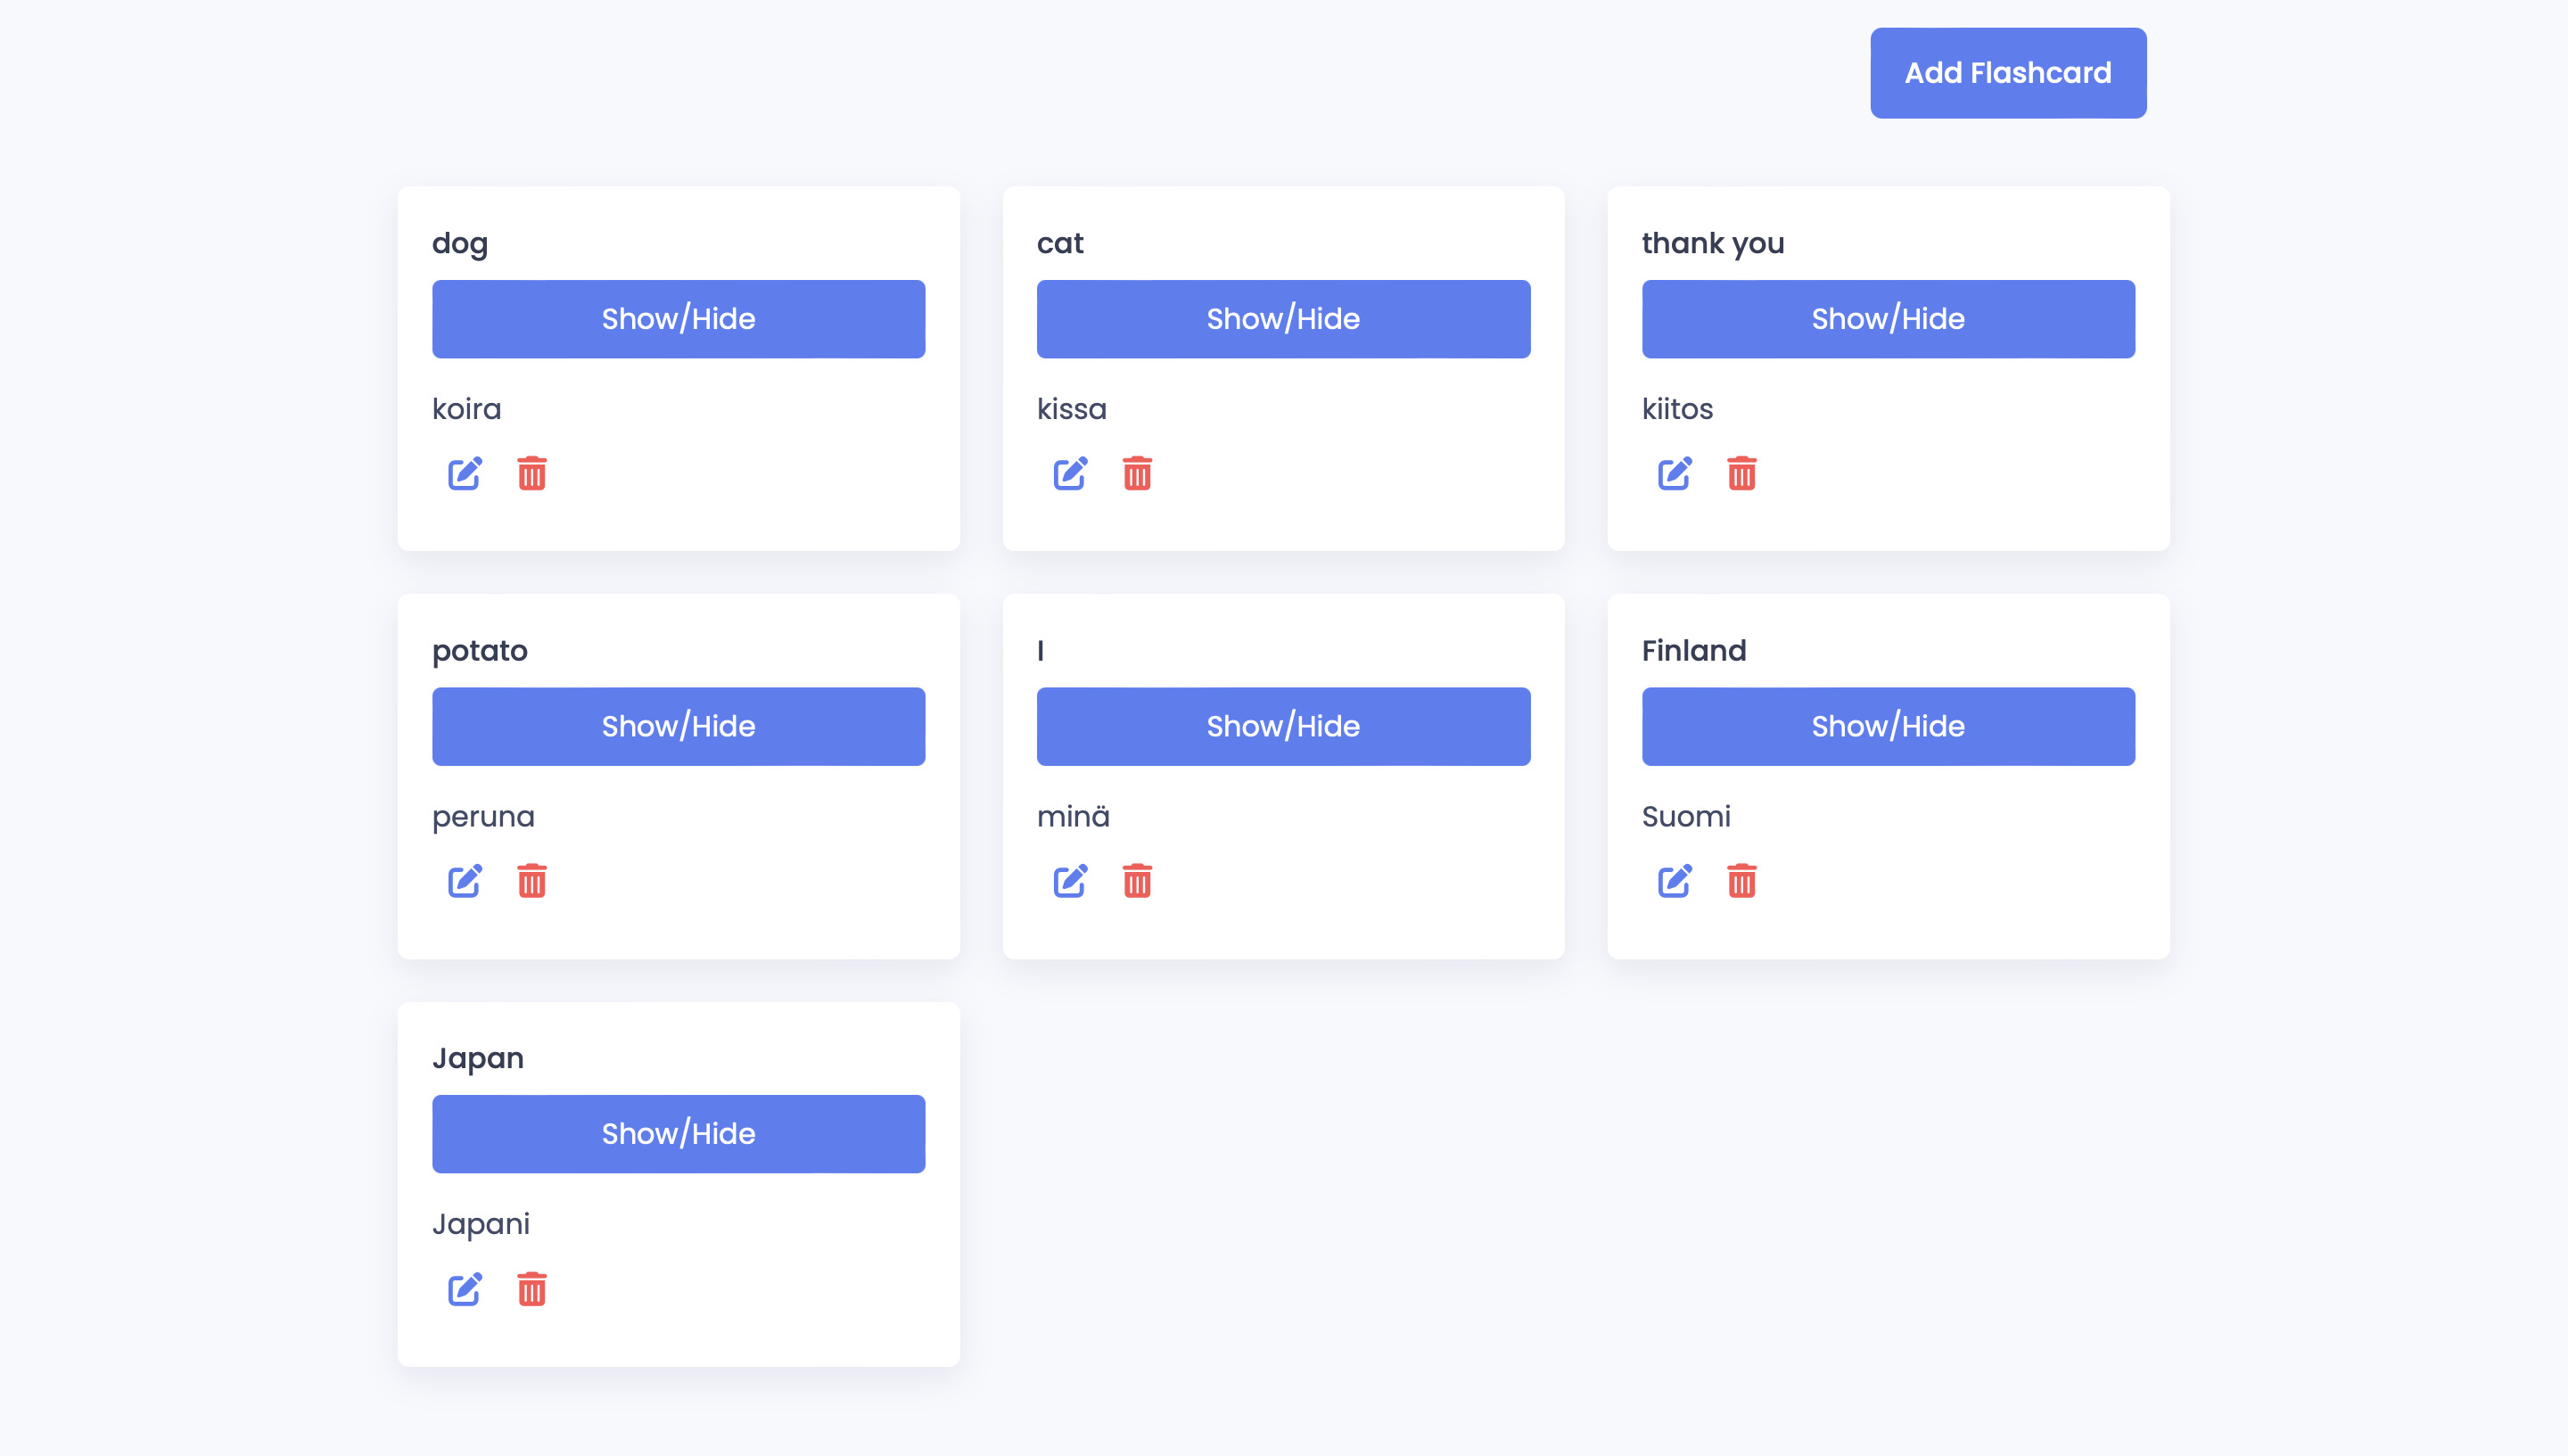 Add Flashcard
dog
Show/Hide
koira
cat
Show/Hide
kissa
thank you
Show/Hide
kiitos
potato
Show/Hide
peruna
I
Show/Hide
minä
Finland
Show/Hide
Suomi
Japan
Show/Hide
Japani